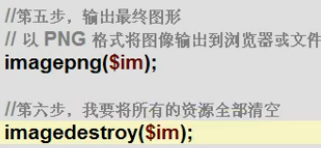 //第五步，输出最终图形
// 以 PNG 格式将图像输出到浏览器或文件
imagepng($im);
//第六步，我要将所有的资源全部清空
imagedestroy($im);